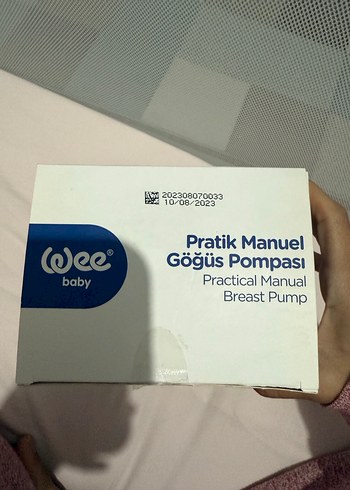 202308070033
10/08/2023
Pratik Manuel
Göğüs Pompası
Practical Manual
Breast Pump
wee®
baby